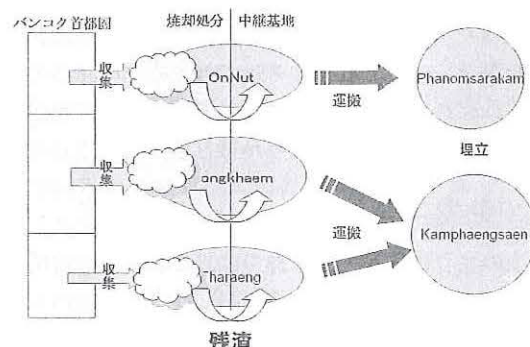 バンコク首都圏 焼却処分 中継基地
収集
OnNut
運搬
Phanomsarakam
埋立
収集
ongkhaem
Kamphaengsaen
運搬
収集
Tharaeng
残渣